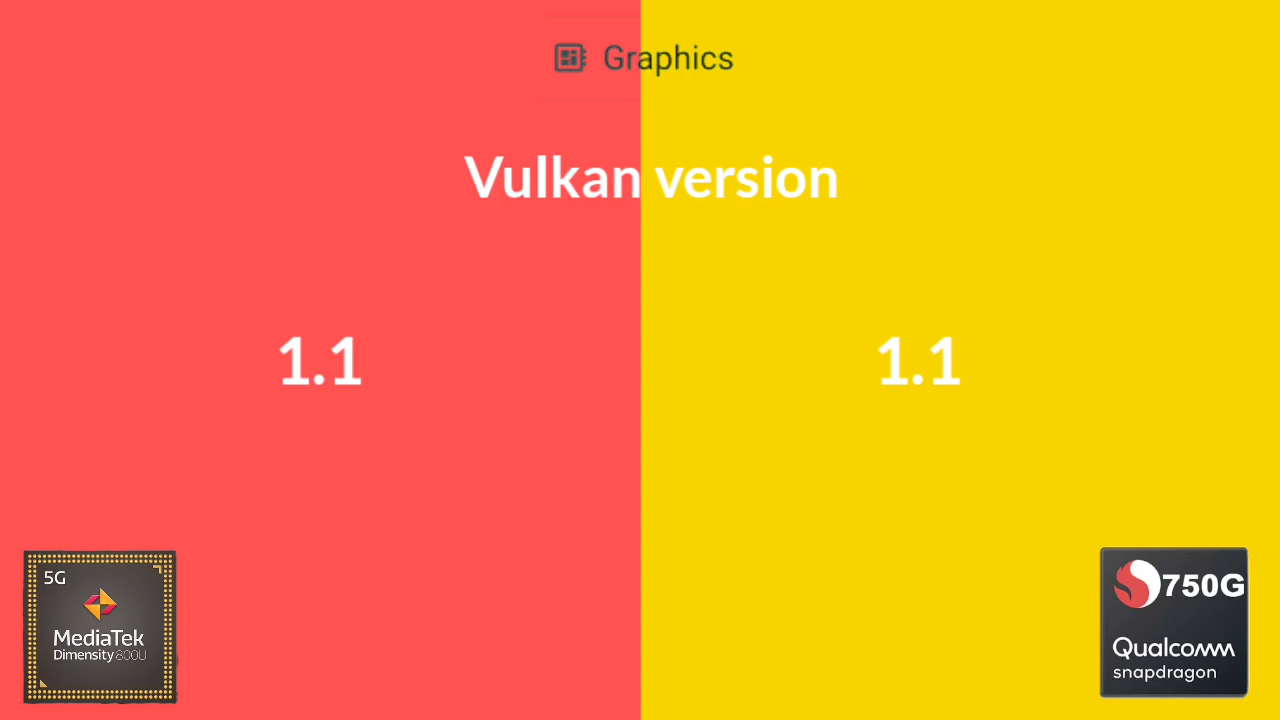 Graphics
Vulkan version
1.1
1.1
5G
MediaTek
Dimensity 800U
750G
Qualcomm
snapdragon